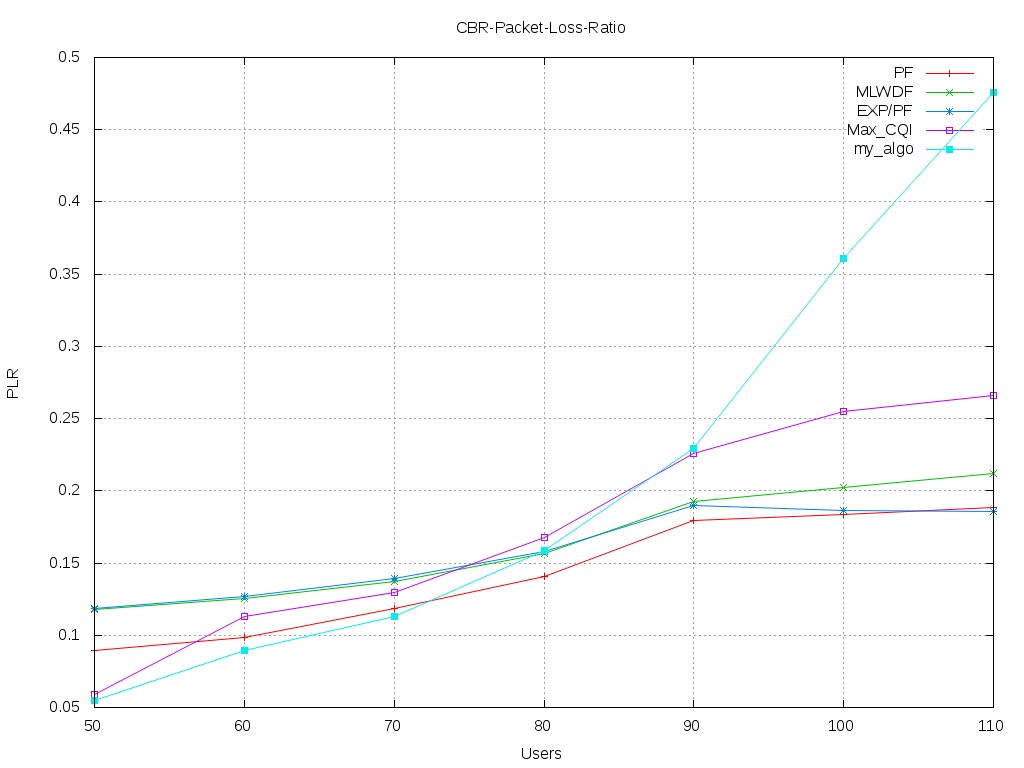 CBR-Packet-Loss-Ratio
0.5
PF
MLWDF
EXP/PF
Max_CQI
my_algo
0.45
0.4
0.35
0.3
PLR
0.25
0.2
0.15
0.1
0.05
50 60 70 80 90 100 110
Users